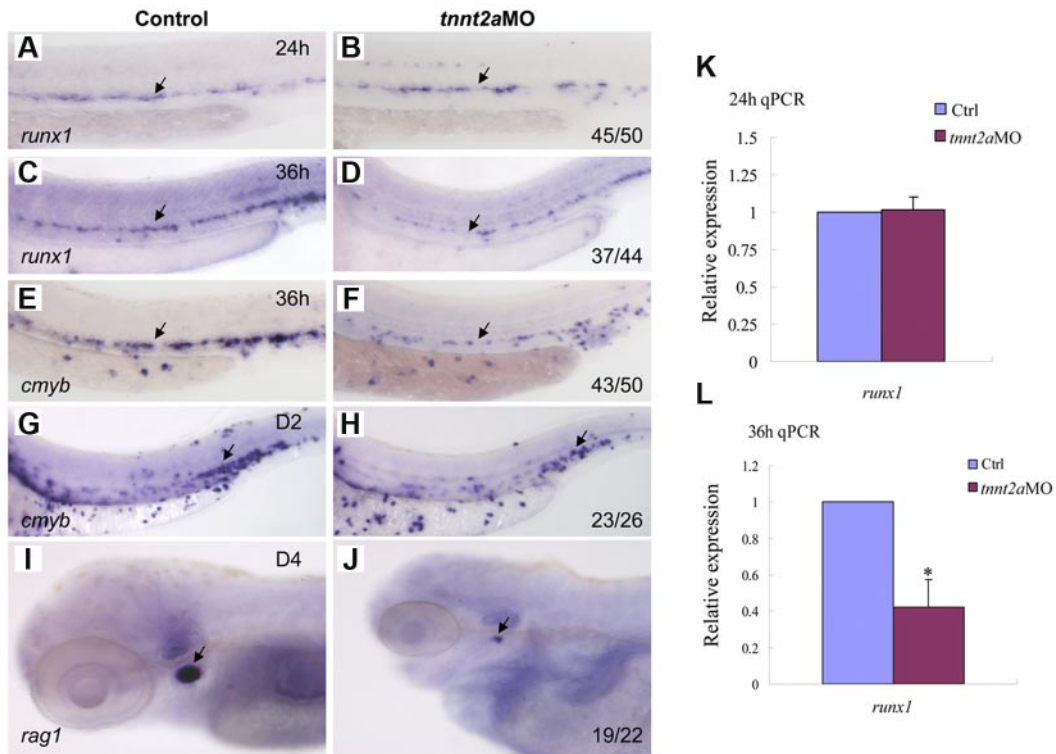 Control
tnnt2aMO
A
24h
runx1
B
45/50
C
36h
runx1
D
37/44
E
36h
cmyb
F
43/50
G
D2
cmyb
H
23/26
I
D4
rag1
J
19/22
K
24h qPCR
Ctrl
tnnt2aMO
Relative expression
1.5
1.25
1
0.75
0.5
0.25
0
runx1
L
36h qPCR
Ctrl
tnnt2aMO
Relative expression
1.2
1
0.8
0.6
0.4
0.2
0
*
runx1